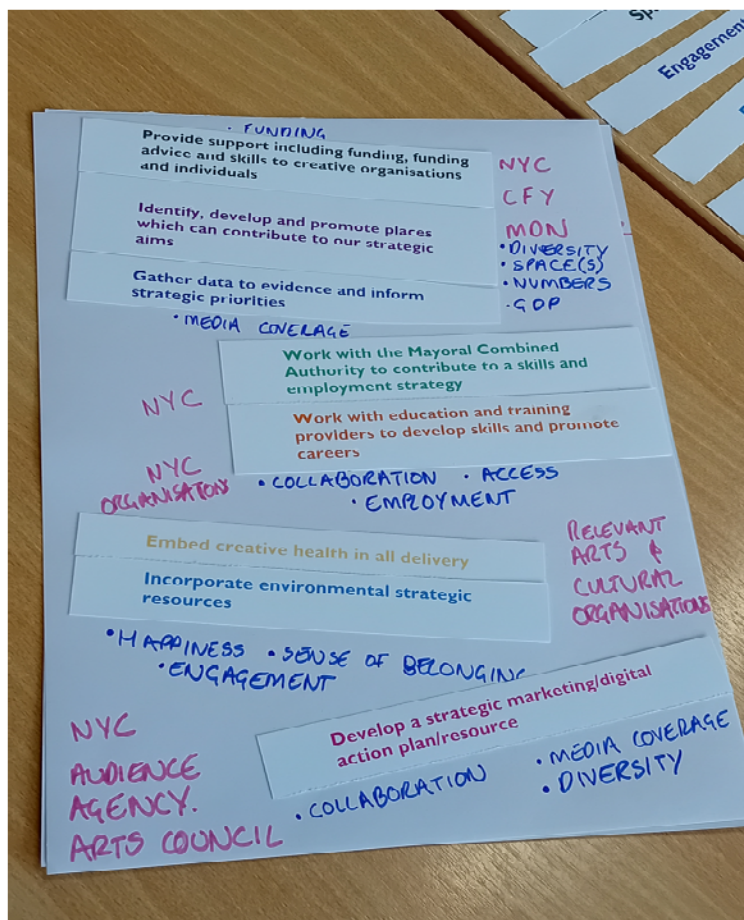 Engagement
• FUNDING
Provide support including funding, funding
advice and skills to creative organisations
and individuals
NYC
CFY
MON
Identify, develop and promote places
which can contribute to our strategic
aims
• DIVERSITY
• SPACE(S)
• NUMBERS
• GDP
Gather data to evidence and inform
strategic priorities
• MEDIA COVERAGE
Work with the Mayoral Combined
Authority to contribute to a skills and
employment strategy
NYC
Work with education and training
providers to develop skills and promote
careers
NYC
ORGANISATIONS
• COLLABORATION • ACCESS
• EMPLOYMENT
Embed creative health in all delivery
Incorporate environmental strategic
resources
RELEVANT
ARTS &
CULTURAL
ORGANISATIONS
• HAPPINESS • SENSE OF BELONGING
• ENGAGEMENT
Develop a strategic marketing/digital
action plan/resource
NYC
AUDIENCE
AGENCY.
ARTS COUNCIL
• COLLABORATION
• MEDIA COVERAGE
• DIVERSITY